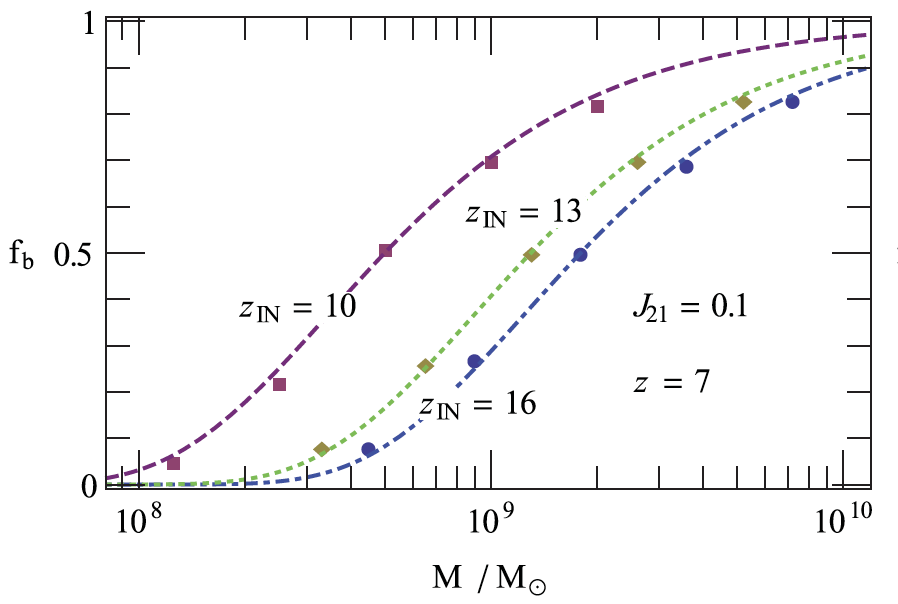 1
z_IN = 13
f_b 0.5
z_IN = 10
J_21 = 0.1
z = 7
z_IN = 16
0
10^8 10^9 10^10
M / M_⊙